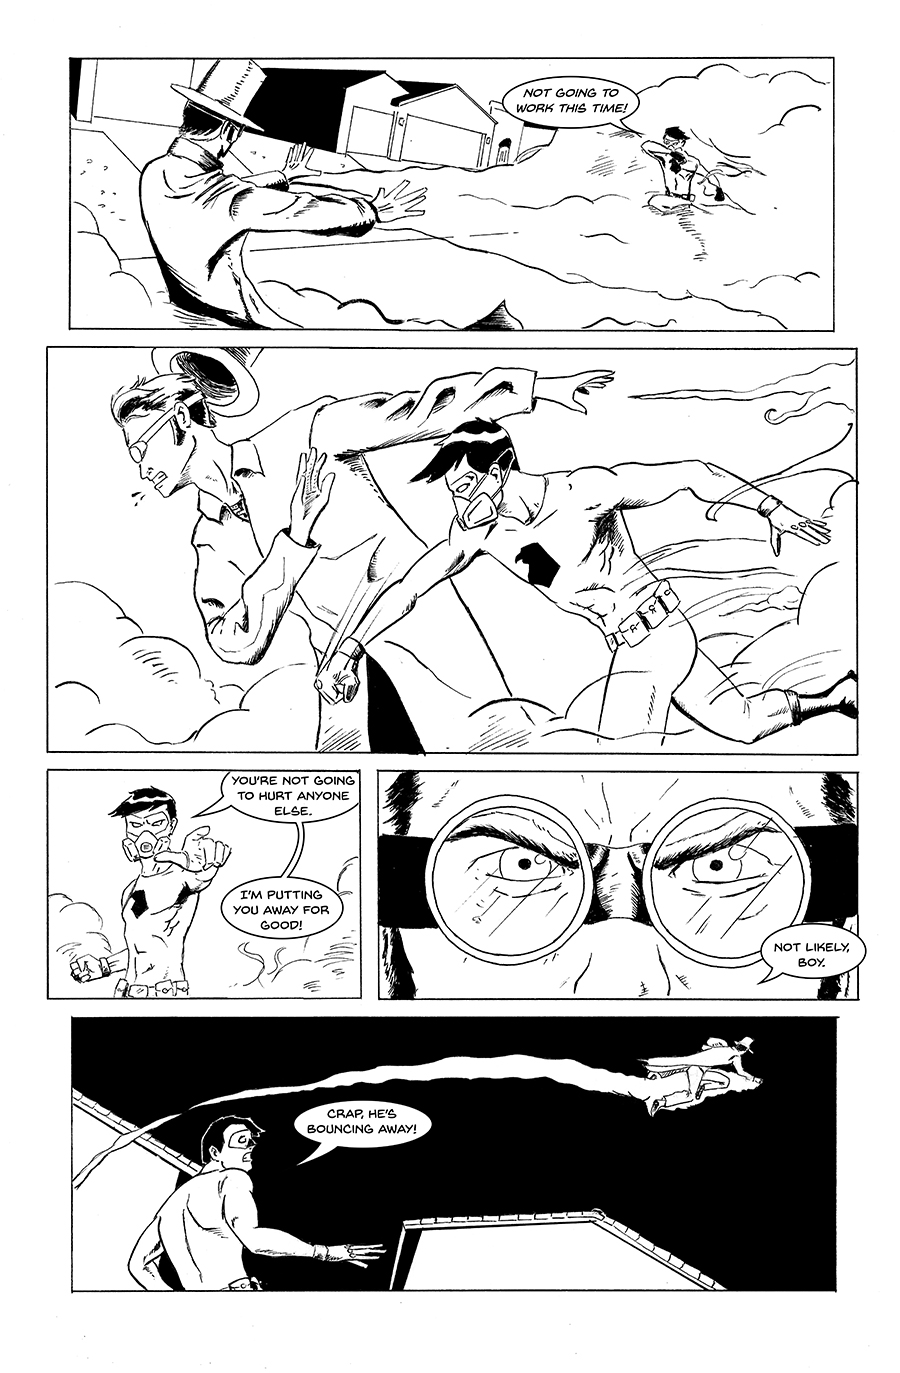 NOT GOING TO
WORK THIS TIME!
YOU'RE NOT GOING
TO HURT ANYONE
ELSE.
I'M PUTTING
YOU AWAY FOR
GOOD!
NOT LIKELY,
BOY.
CRAP, HE'S
BOUNCING AWAY!